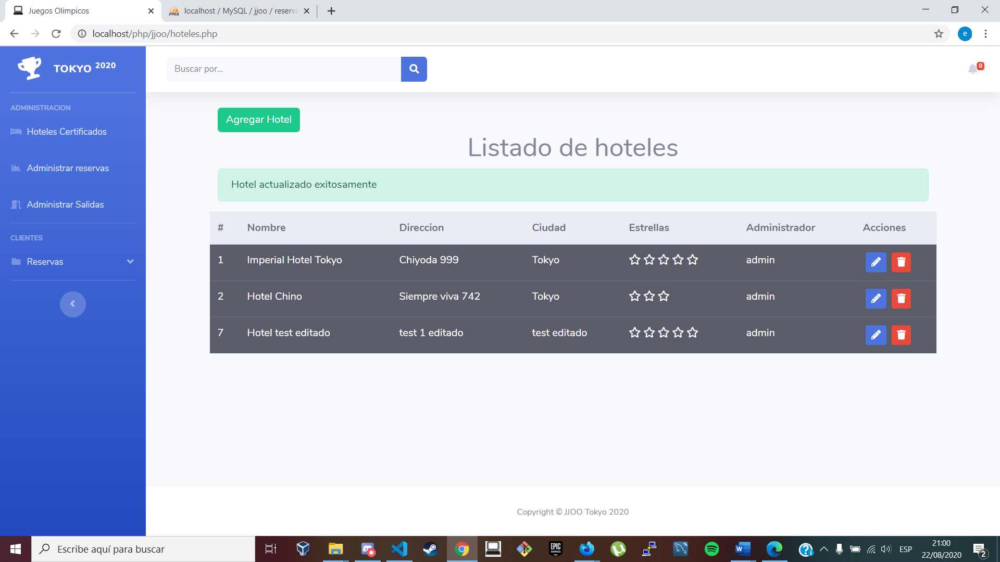 Juegos Olimpicos
localhost / MySQL / jjoo / reserva
localhost/php/jjoo/hoteles.php
e
TOKYO 2020
Buscar por...
0
ADMINISTRACION
Hoteles Certificados
Administrar reservas
Administrar Salidas
CLIENTES
Reservas
Agregar Hotel
Listado de hoteles
Hotel actualizado exitosamente
# Nombre Direccion Ciudad Estrellas Administrador Acciones
1 Imperial Hotel Tokyo Chiyoda 999 Tokyo admin
2 Hotel Chino Siempre viva 742 Tokyo admin
7 Hotel test editado test 1 editado test editado admin
Copyright © JJOO Tokyo 2020
Escribe aquí para buscar
EPIC GAMES
ESP
21:00
22/08/2020
2